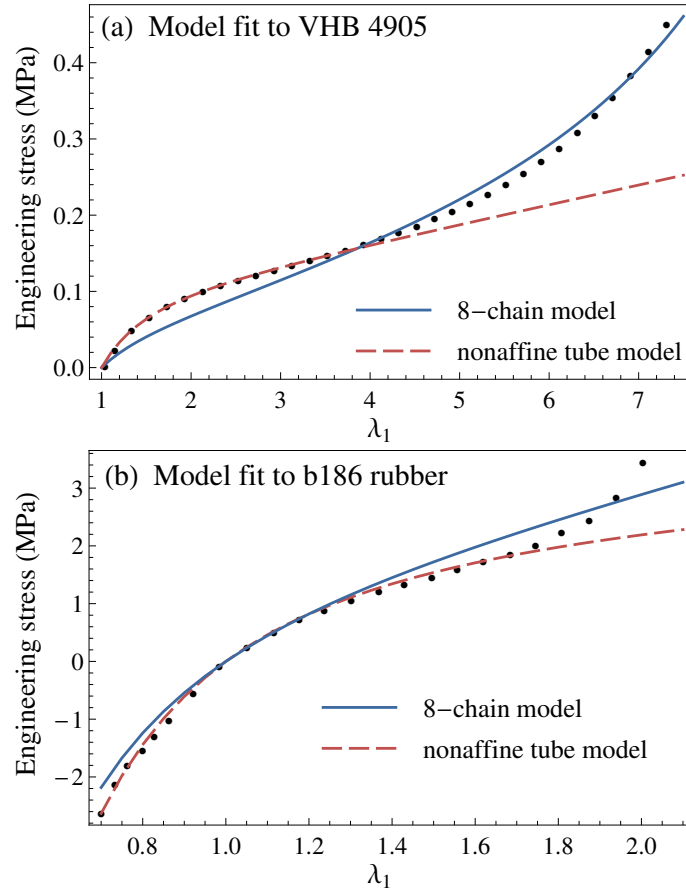 (a) Model fit to VHB 4905
Engineering stress (MPa)
0.4
0.3
0.2
0.1
0.0
8−chain model
nonaffine tube model
1 2 3 4 5 6 7
λ1
(b) Model fit to b186 rubber
Engineering stress (MPa)
3
2
1
0
−1
−2
8−chain model
nonaffine tube model
0.8 1.0 1.2 1.4 1.6 1.8 2.0
λ1